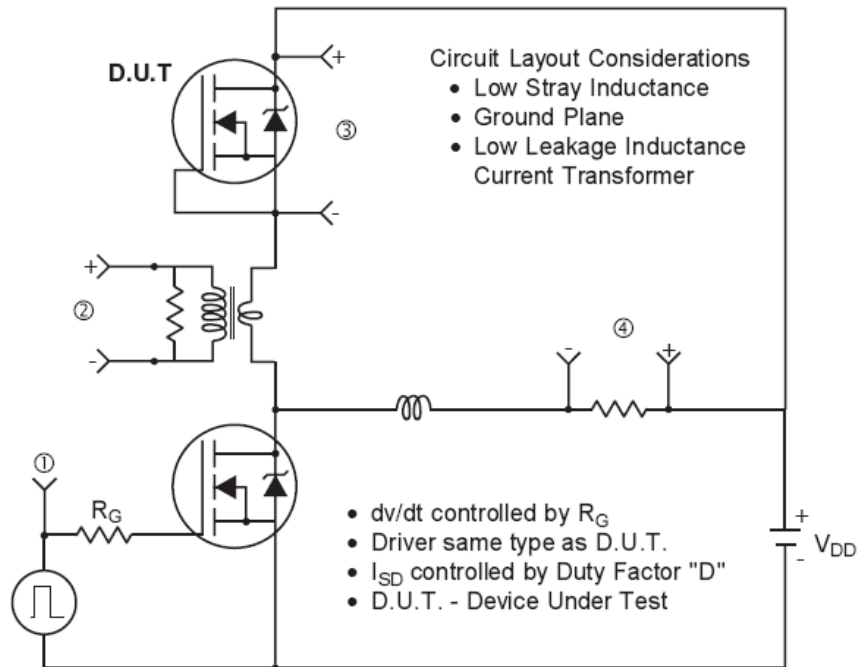 D.U.T
+
③
-
Circuit Layout Considerations
• Low Stray Inductance
• Ground Plane
• Low Leakage Inductance
Current Transformer
+
②
-
④
-
+
①
R_G
• dv/dt controlled by R_G
• Driver same type as D.U.T.
• I_SD controlled by Duty Factor "D"
• D.U.T. - Device Under Test
+
-
V_DD